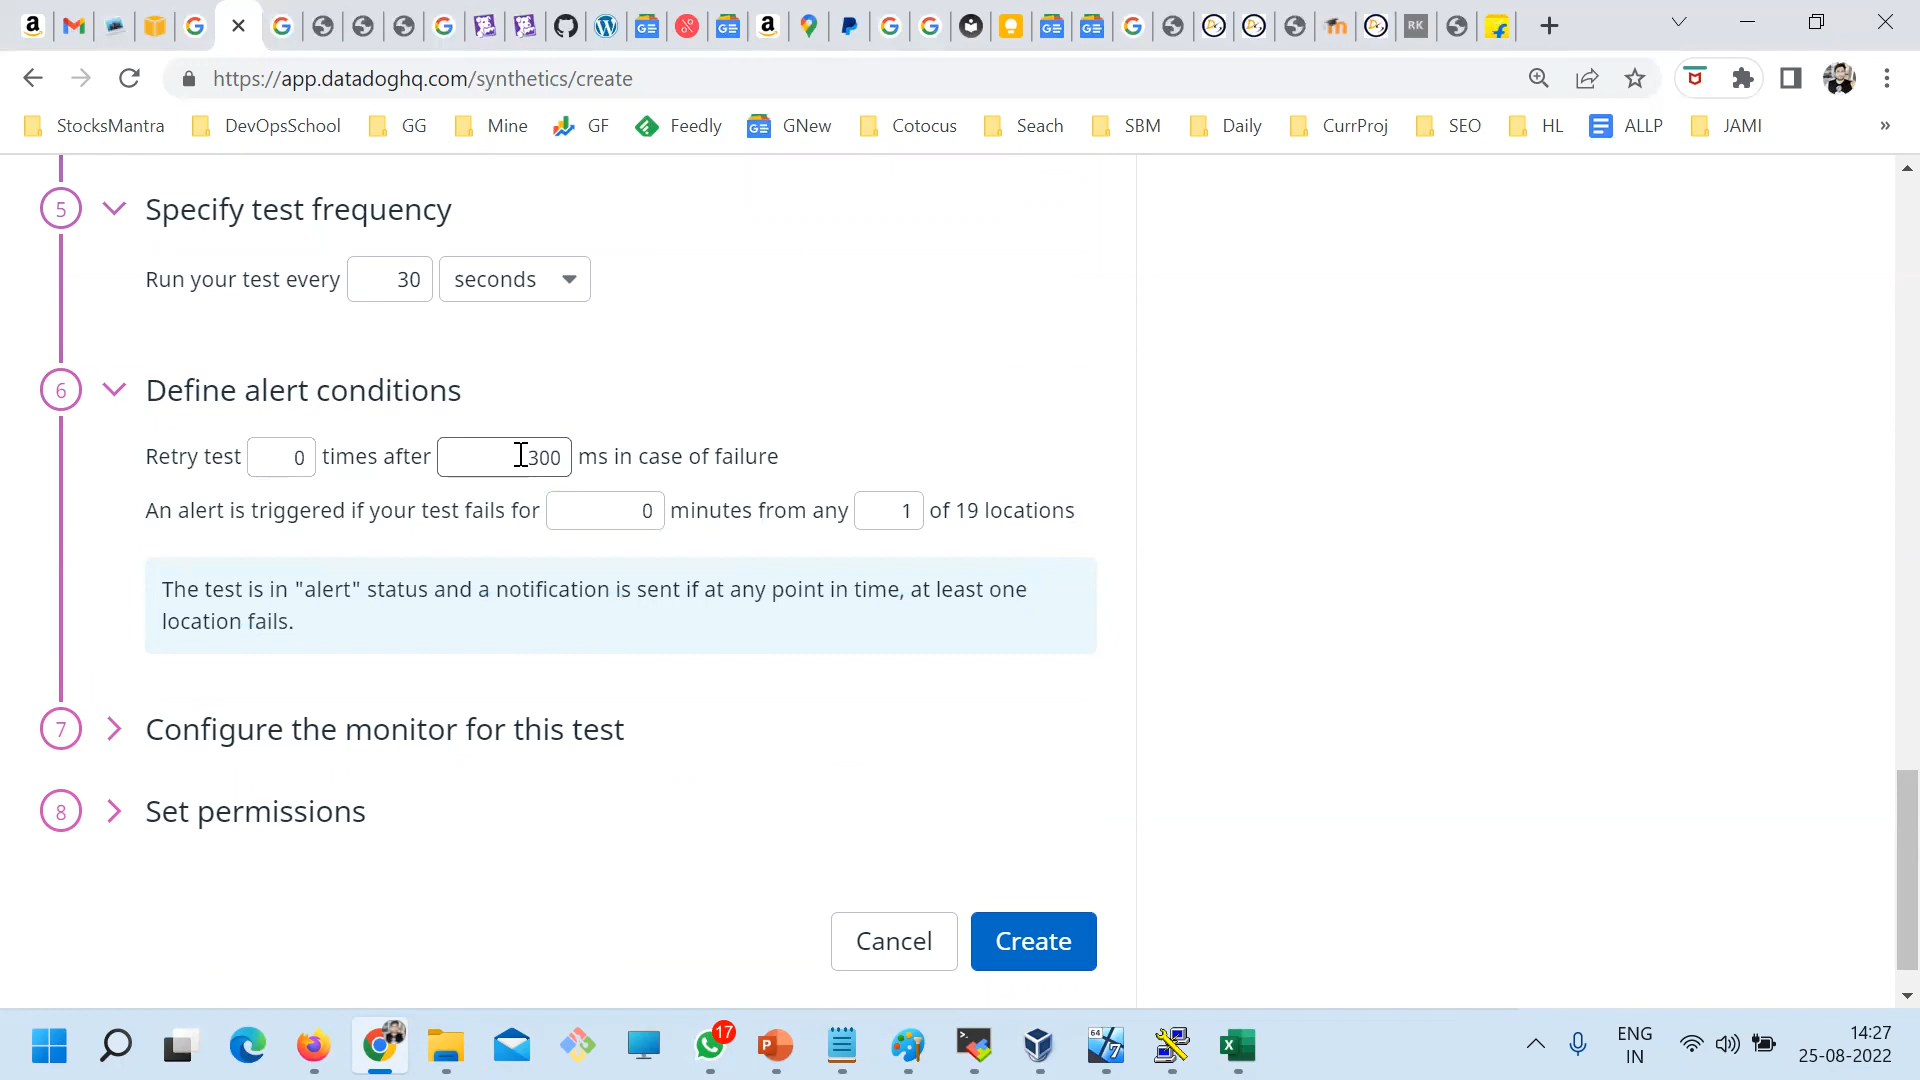 https://app.datadoghq.com/synthetics/create
StocksMantra DevOpsSchool GG Mine GF Feedly GNew Cotocus Seach SBM Daily CurrProj SEO HL ALLP JAMI »
5 Specify test frequency
Run your test every 30 seconds
6 Define alert conditions
Retry test 0 times after 300 ms in case of failure
An alert is triggered if your test fails for 0 minutes from any 1 of 19 locations
The test is in "alert" status and a notification is sent if at any point in time, at least one
location fails.
7 Configure the monitor for this test
8 Set permissions
Cancel Create
17
ENG
IN
14:27
25-08-2022